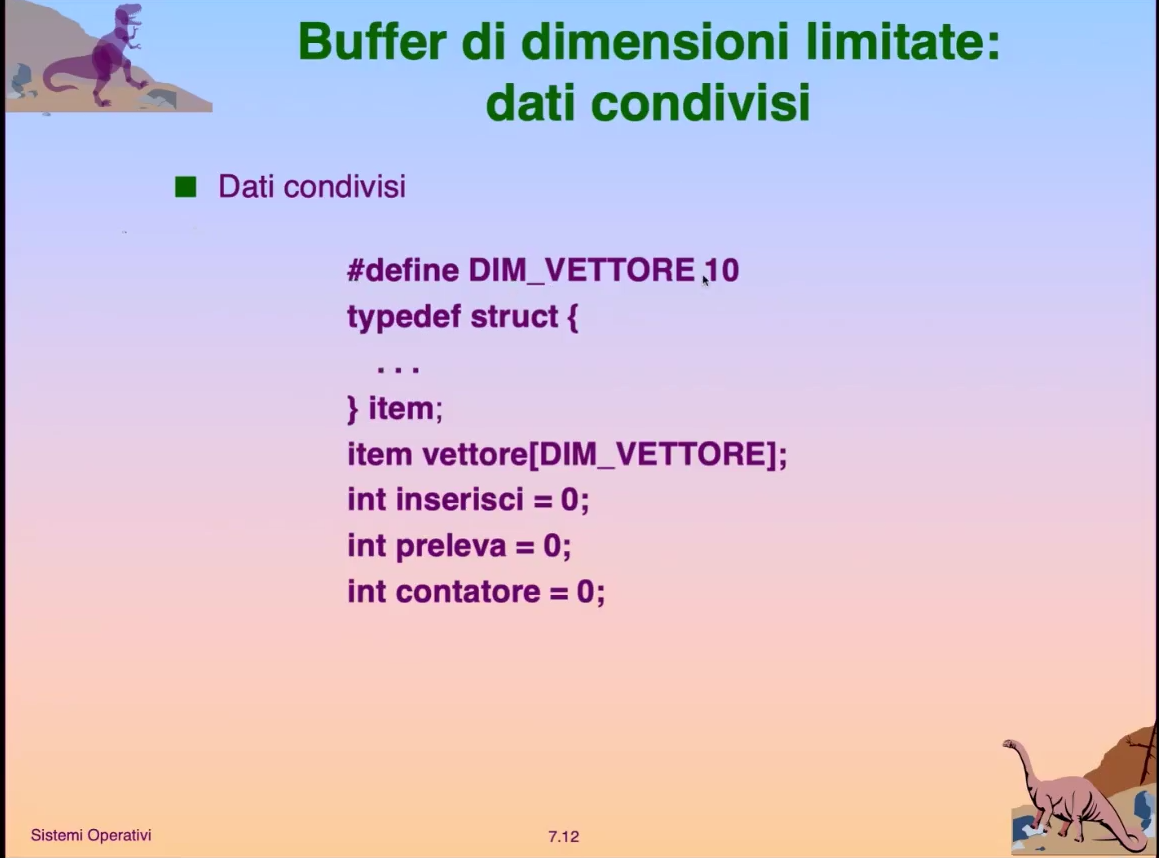 Buffer di dimensioni limitate:
dati condivisi
Dati condivisi
#define DIM_VETTORE 10
typedef struct {
. . .
} item;
item vettore[DIM_VETTORE];
int inserisci = 0;
int preleva = 0;
int contatore = 0;
Sistemi Operativi
7.12